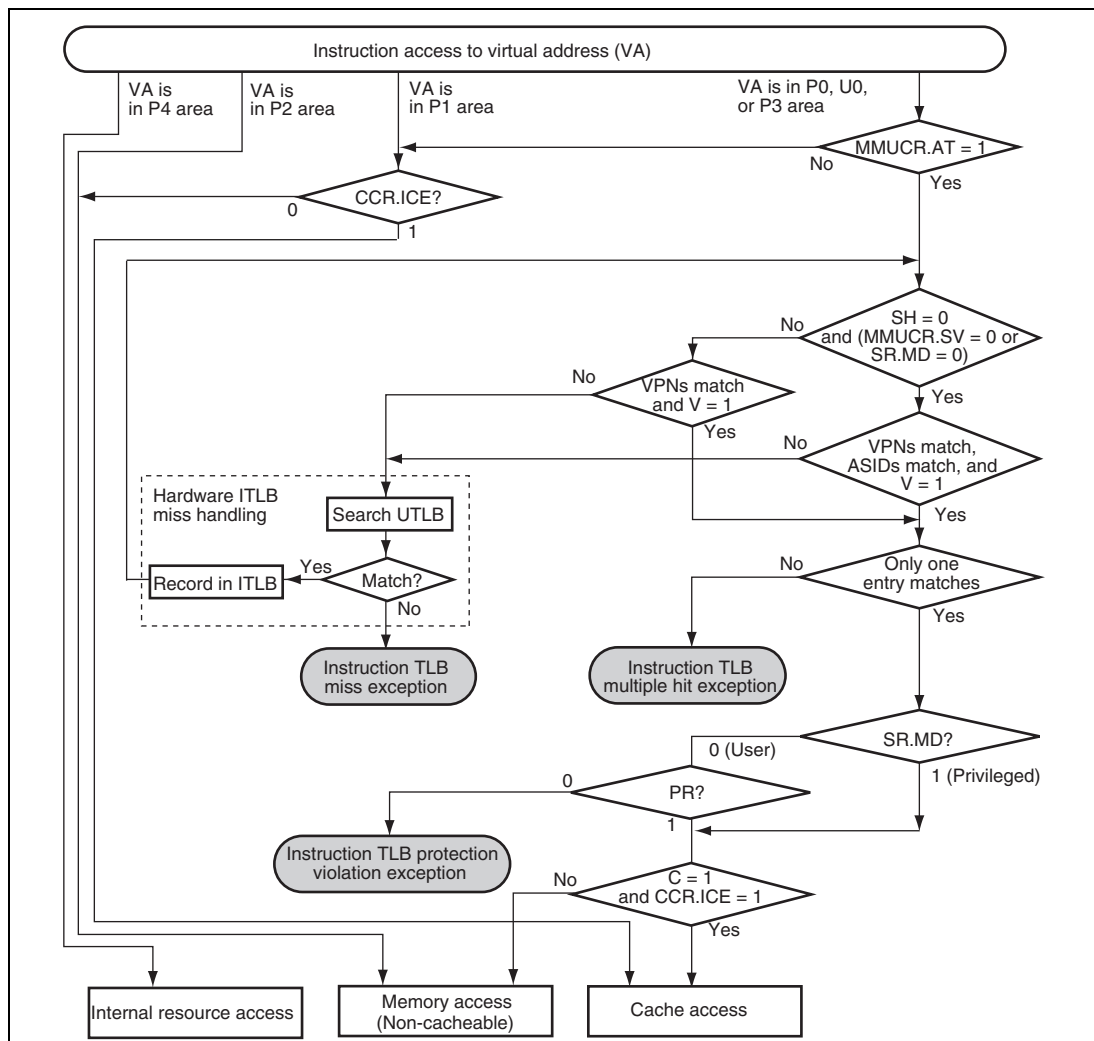 Instruction access to virtual address (VA)
VA is
in P4 area
VA is
in P2 area
VA is
in P1 area
VA is in P0, U0,
or P3 area
MMUCR.AT = 1
No
Yes
CCR.ICE?
0
1
SH = 0
and (MMUCR.SV = 0 or
SR.MD = 0)
No
Yes
VPNs match
and V = 1
No
Yes
VPNs match,
ASIDs match, and
V = 1
No
Yes
Hardware ITLB
miss handling
Search UTLB
Match?
Yes
No
Record in ITLB
Only one
entry matches
No
Yes
Instruction TLB
miss exception
Instruction TLB
multiple hit exception
SR.MD?
0 (User)
1 (Privileged)
PR?
0
1
Instruction TLB protection
violation exception
C = 1
and CCR.ICE = 1
No
Yes
Internal resource access
Memory access
(Non-cacheable)
Cache access